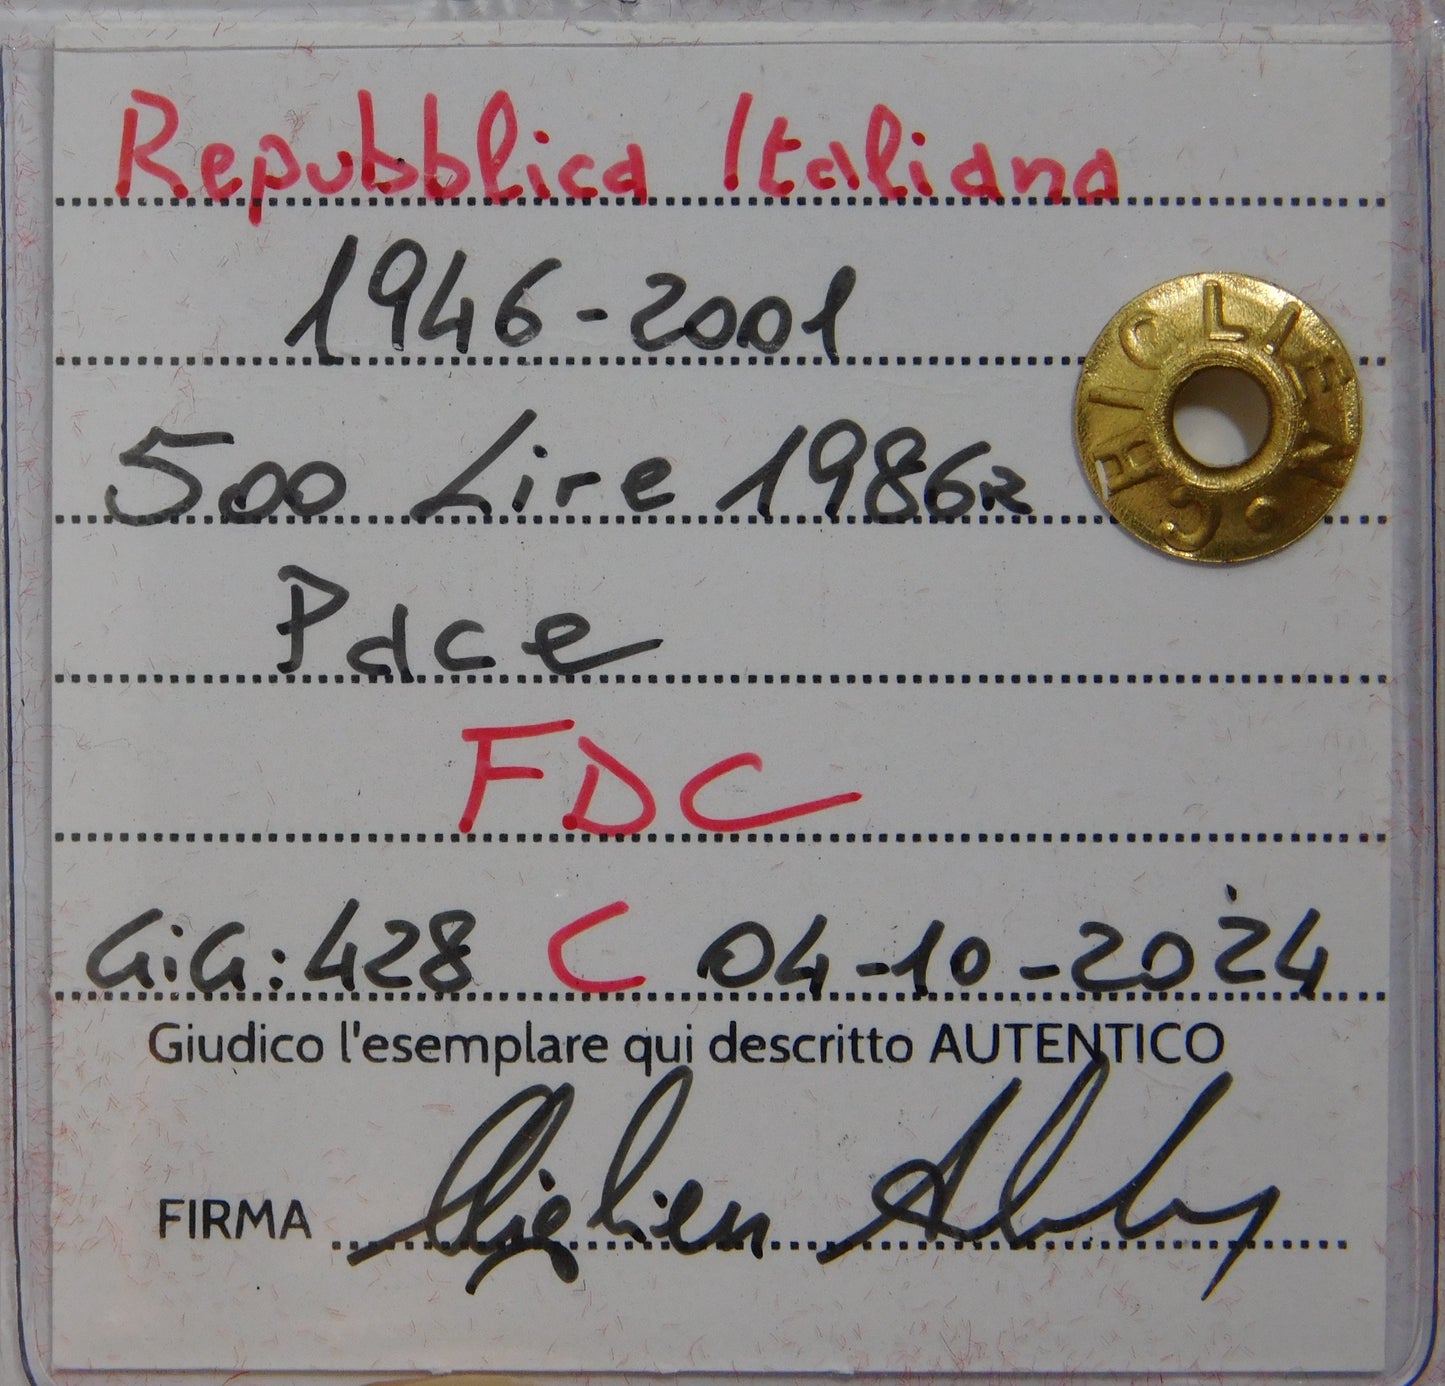 Repubblica Italiana
1946-2001
500 Lire 1986R
Pace
FDC
GiG: 428 C 04-10-2024
Giudico l'esemplare qui descritto AUTENTICO
FIRMA